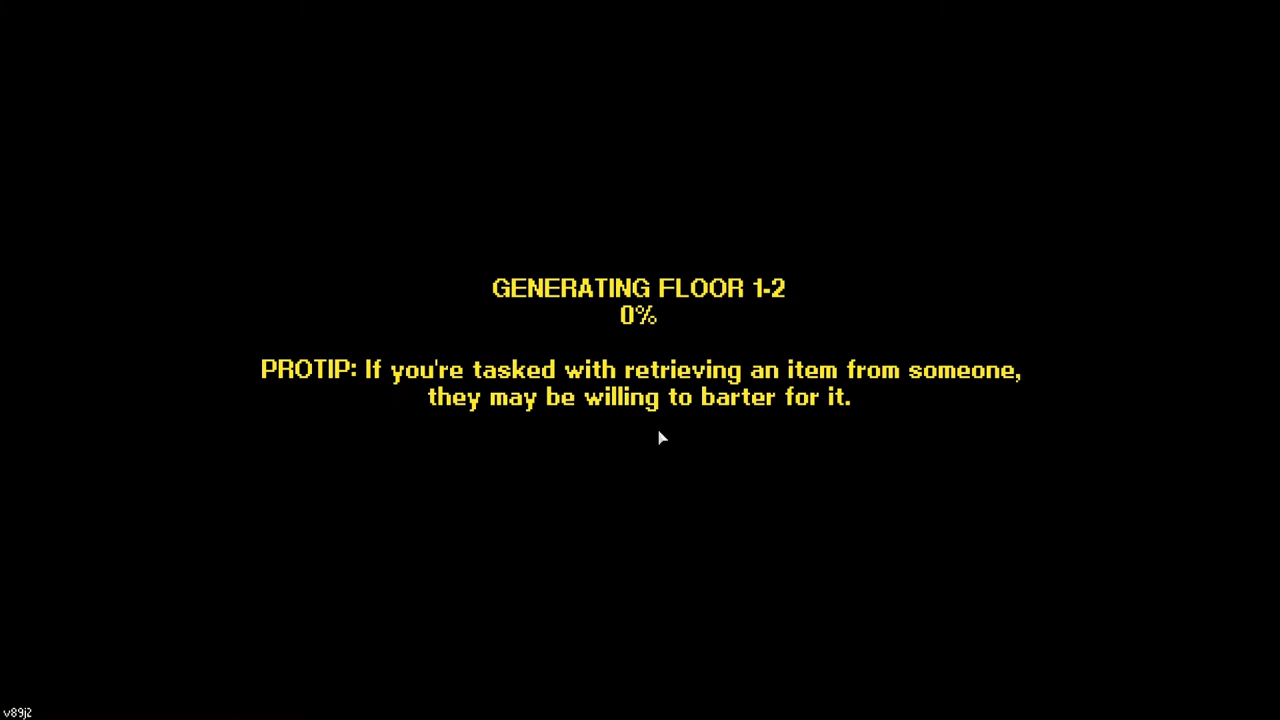 GENERATING FLOOR 1-2
0%
PROTIP: If you're tasked with retrieving an item from someone,
they may be willing to barter for it.
v89j2